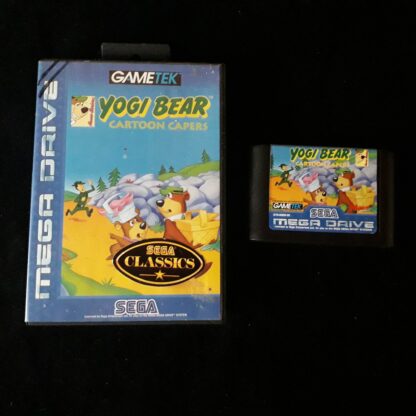 GAMETEK
YOGI BEAR
CARTOON CAPERS
MEGA DRIVE
SEGA
CLASSICS
SEGA
YOGI BEAR
CARTOON CAPERS
GAMETEK
SEGA
MEGA DRIVE